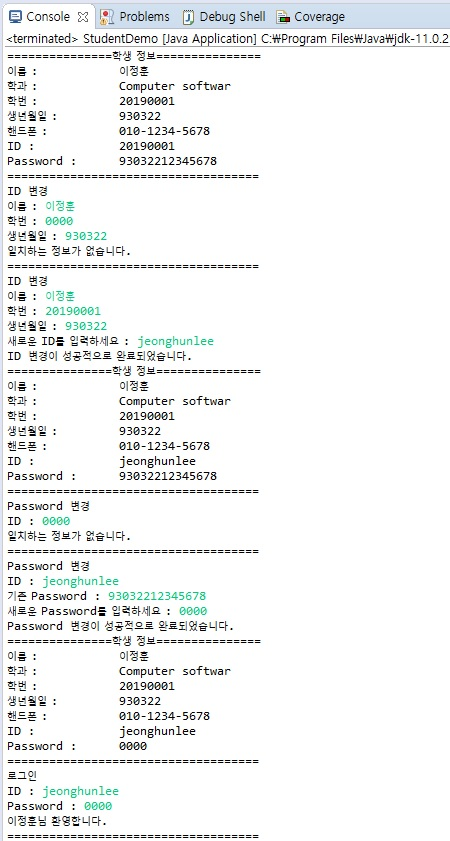 Console Problems Debug Shell Coverage
<terminated> StudentDemo [Java Application] C:₩Program Files₩Java₩jdk-11.0.2
===============학생 정보===============
이름 : 이정훈
학과 : Computer softwar
학번 : 20190001
생년월일 : 930322
핸드폰 : 010-1234-5678
ID : 20190001
Password : 93032212345678
====================================
ID 변경
이름 : 이정훈
학번 : 0000
생년월일 : 930322
일치하는 정보가 없습니다.
====================================
ID 변경
이름 : 이정훈
학번 : 20190001
생년월일 : 930322
새로운 ID를 입력하세요 : jeonghunlee
ID 변경이 성공적으로 완료되었습니다.
===============학생 정보===============
이름 : 이정훈
학과 : Computer softwar
학번 : 20190001
생년월일 : 930322
핸드폰 : 010-1234-5678
ID : jeonghunlee
Password : 93032212345678
====================================
Password 변경
ID : 0000
일치하는 정보가 없습니다.
====================================
Password 변경
ID : jeonghunlee
기존 Password : 93032212345678
새로운 Password를 입력하세요 : 0000
Password 변경이 성공적으로 완료되었습니다.
===============학생 정보===============
이름 : 이정훈
학과 : Computer softwar
학번 : 20190001
생년월일 : 930322
핸드폰 : 010-1234-5678
ID : jeonghunlee
Password : 0000
====================================
로그인
ID : jeonghunlee
Password : 0000
이정훈님 환영합니다.
====================================